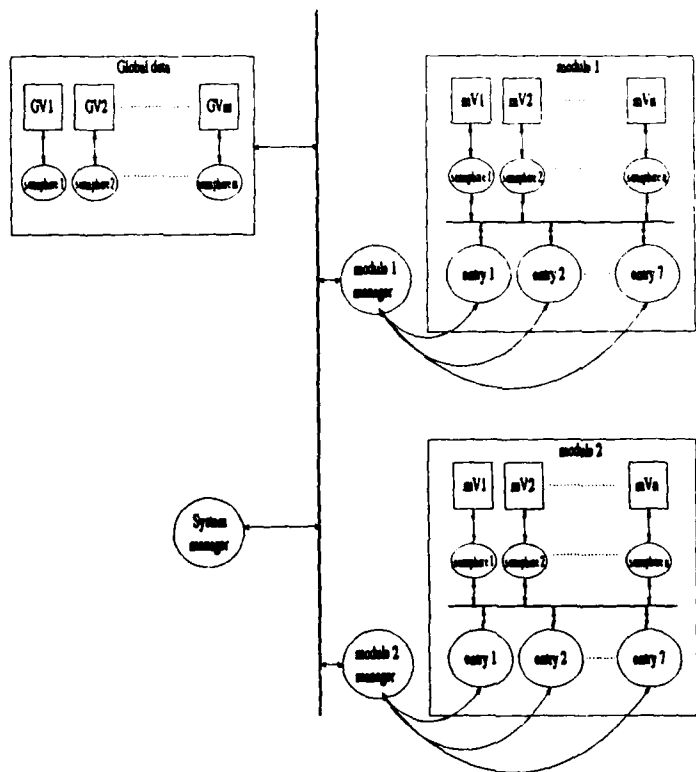 Global data
GV1 GV2 GVm
semaphore 1 semaphore 2 semaphore n
module 1
mV1 mV2 mVn
semaphore 1 semaphore 2 semaphore n
entry 1 entry 2 entry 7
module 1
manager
System
manager
module 2
mV1 mV2 mVn
semaphore 1 semaphore 2 semaphore n
entry 1 entry 2 entry 7
module 2
manager